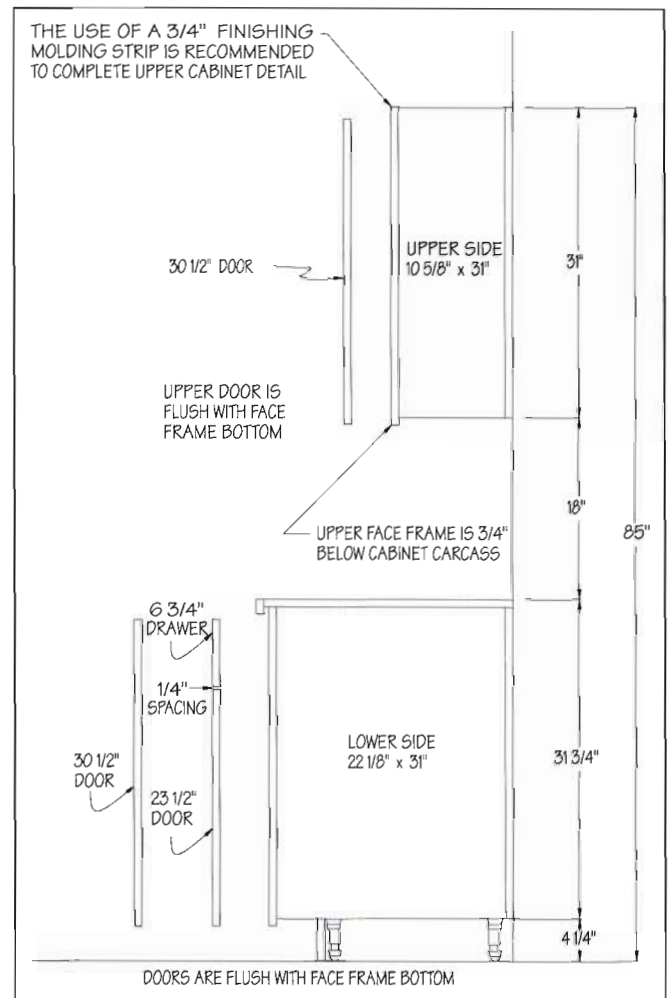 THE USE OF A 3/4" FINISHING
MOLDING STRIP IS RECOMMENDED
TO COMPLETE UPPER CABINET DETAIL
30 1/2" DOOR
UPPER SIDE
10 5/8" x 31"
31"
UPPER DOOR IS
FLUSH WITH FACE
FRAME BOTTOM
18"
85"
UPPER FACE FRAME IS 3/4"
BELOW CABINET CARCASS
6 3/4"
DRAWER
1/4"
SPACING
30 1/2"
DOOR
23 1/2"
DOOR
LOWER SIDE
22 1/8" x 31"
31 3/4"
4 1/4"
DOORS ARE FLUSH WITH FACE FRAME BOTTOM